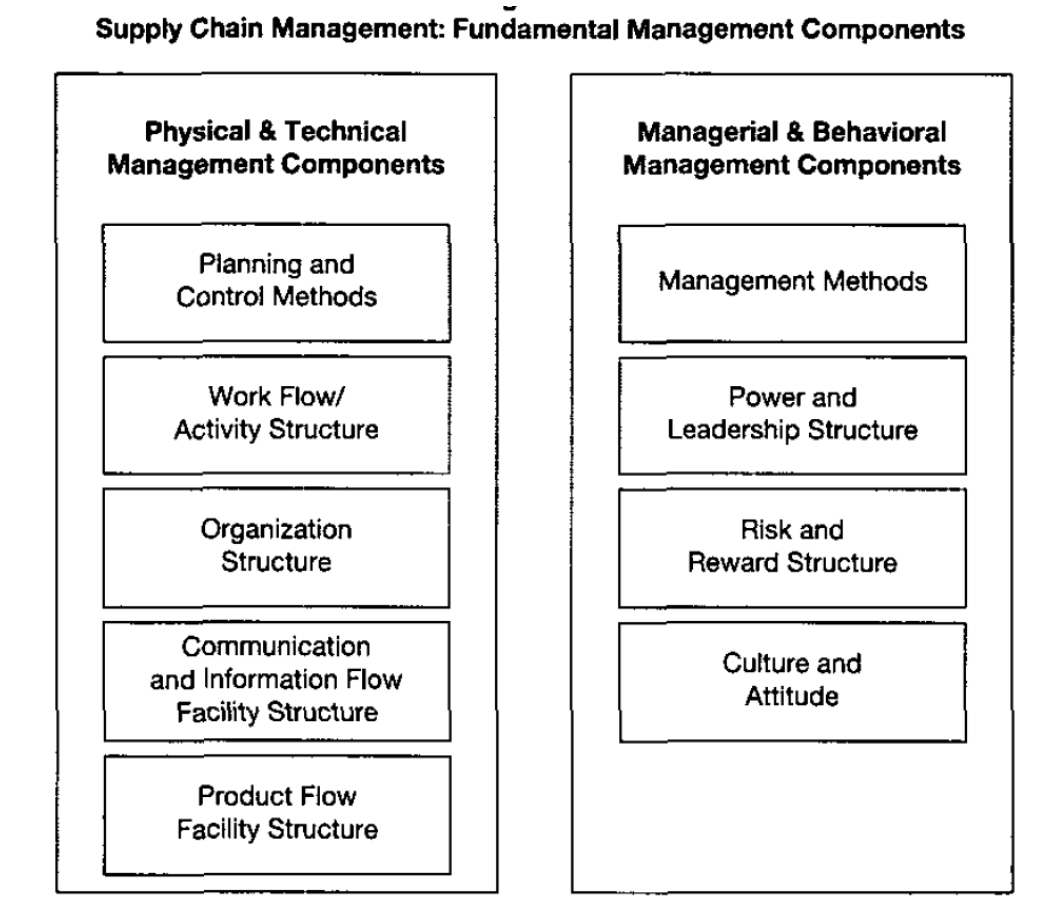 Supply Chain Management: Fundamental Management Components
Physical & Technical
Management Components
Planning and
Control Methods
Work Flow/
Activity Structure
Organization
Structure
Communication
and Information Flow
Facility Structure
Product Flow
Facility Structure
Managerial & Behavioral
Management Components
Management Methods
Power and
Leadership Structure
Risk and
Reward Structure
Culture and
Attitude